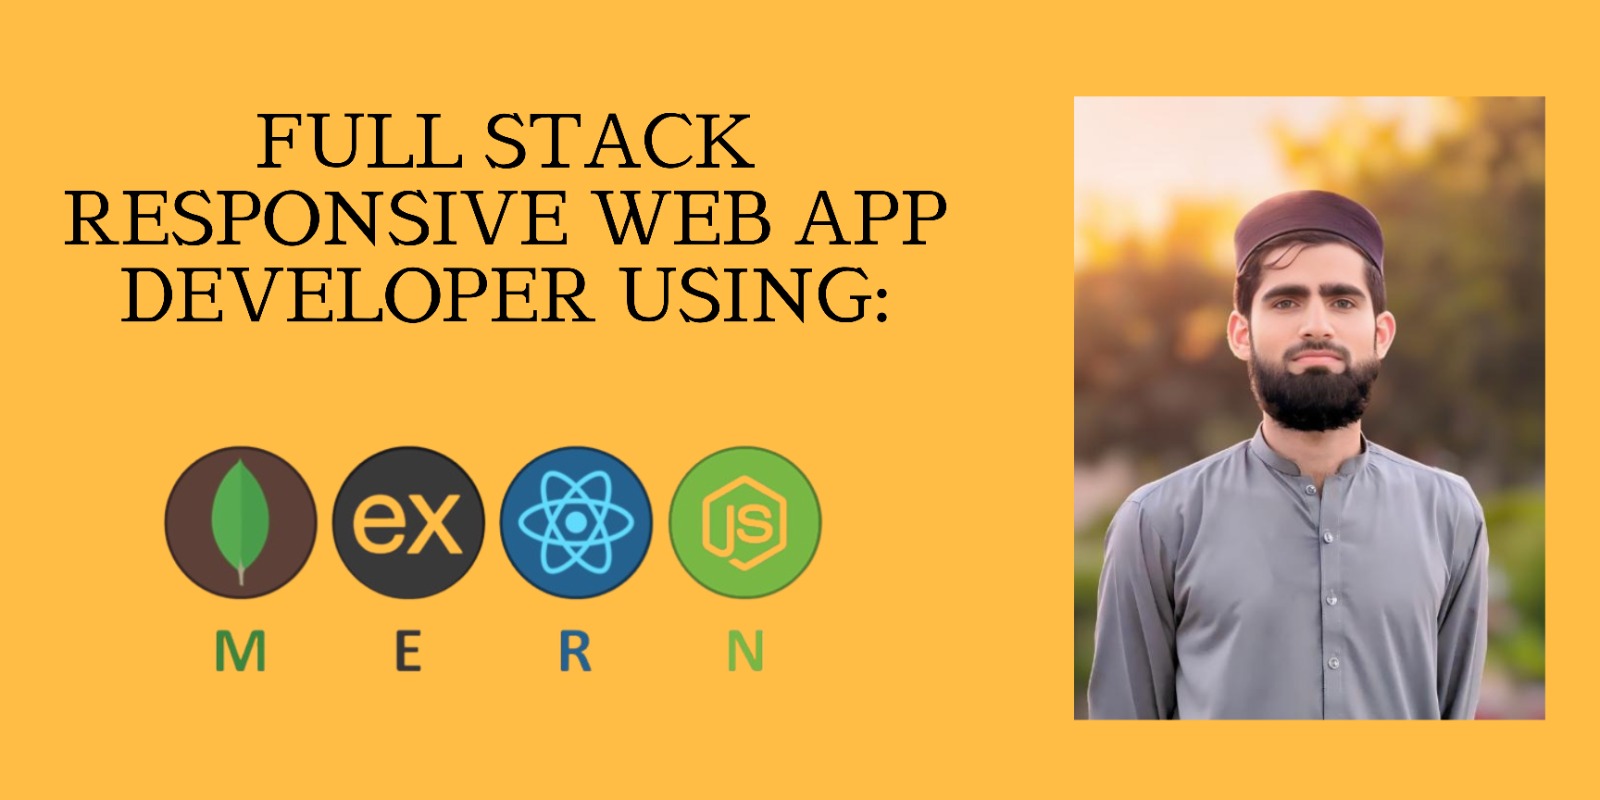 FULL STACK
RESPONSIVE WEB APP
DEVELOPER USING:
ex
JS
M E R N